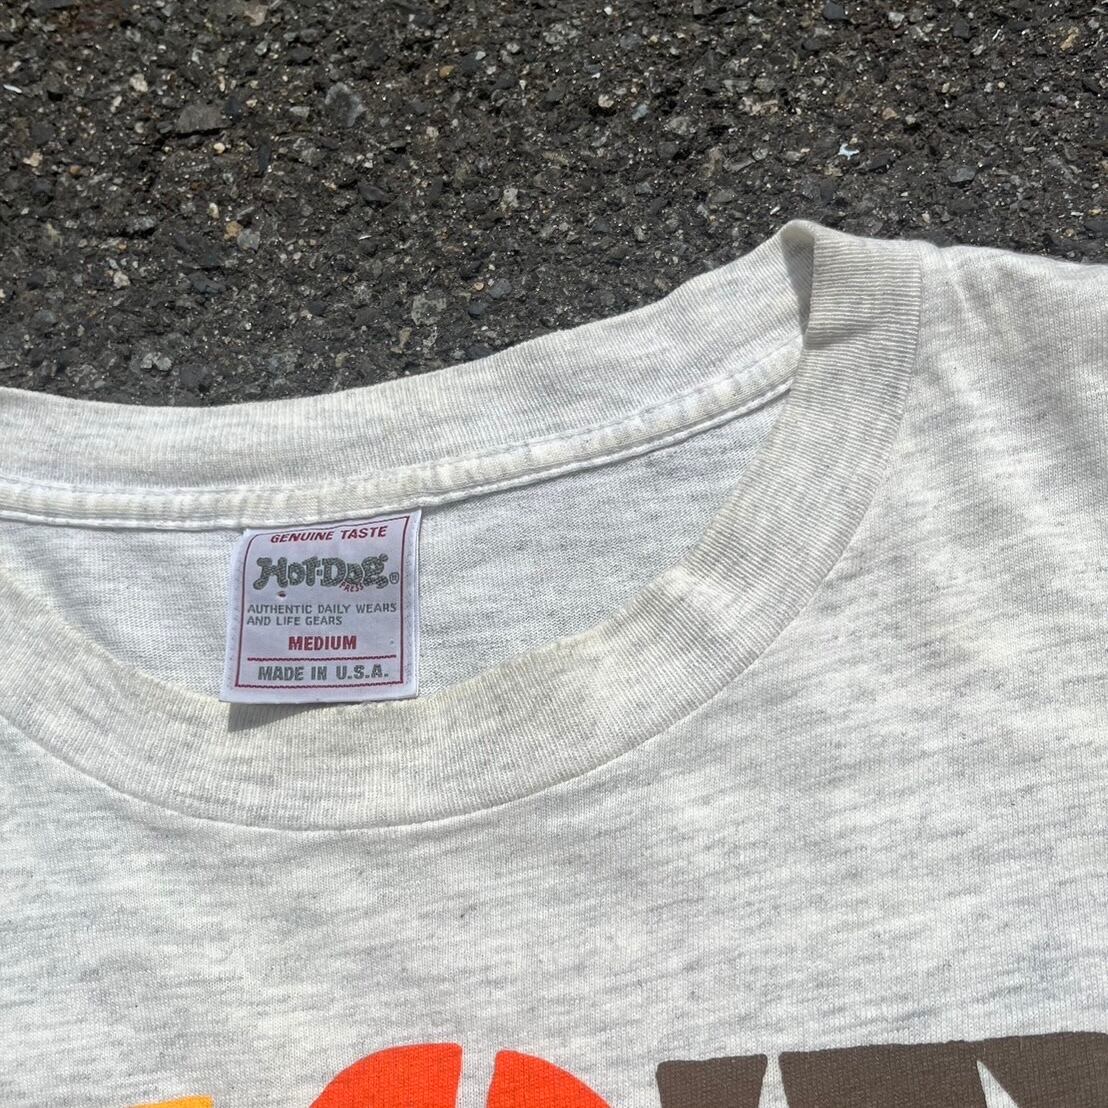 GENUINE TASTE
Hot-Dog®
PRESS
AUTHENTIC DAILY WEARS
AND LIFE GEARS
MEDIUM
MADE IN U.S.A.